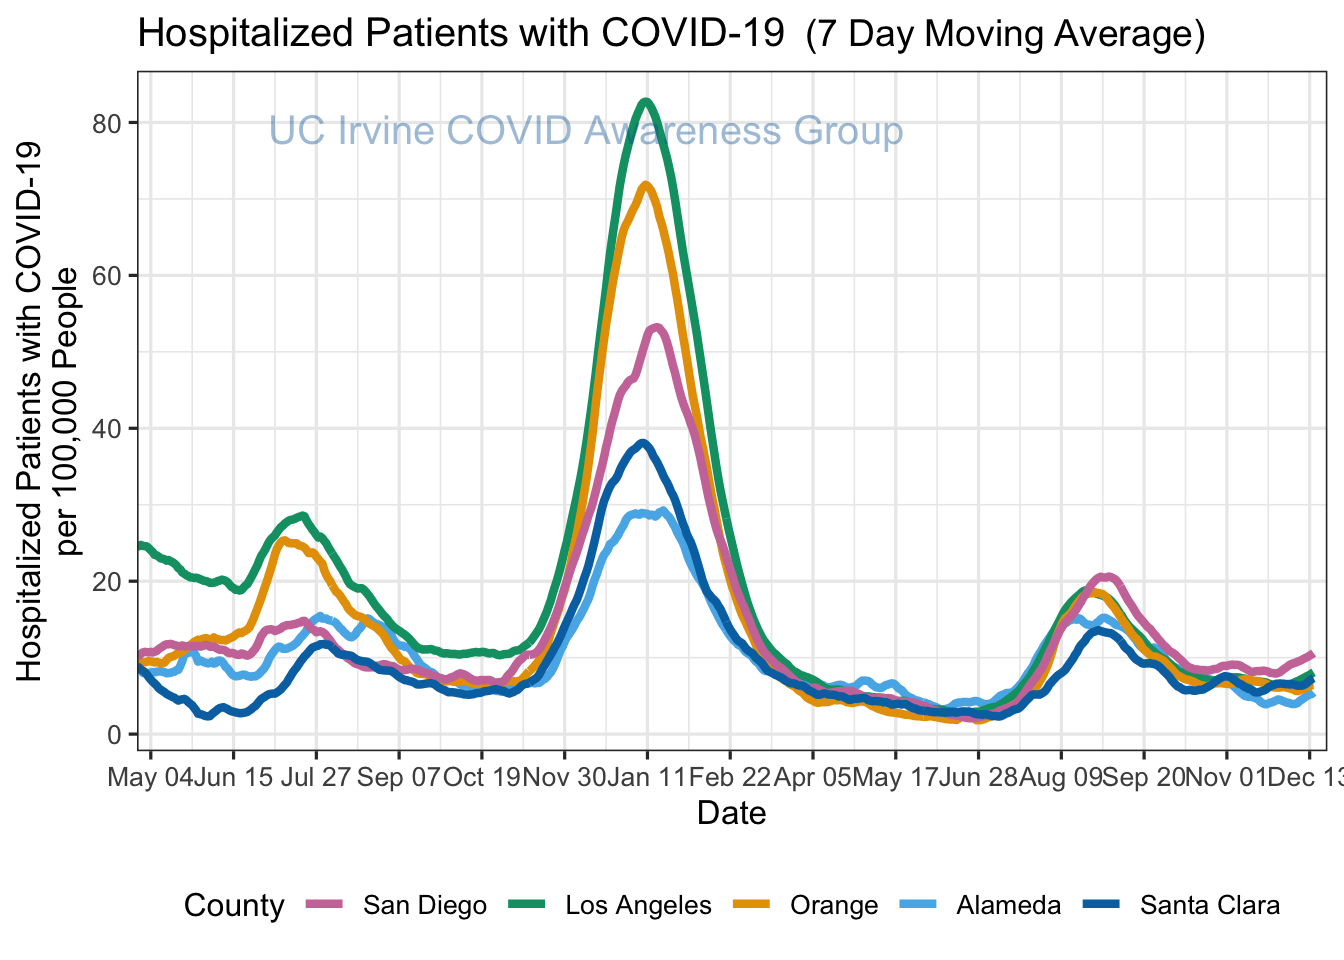 Hospitalized Patients with COVID-19  (7 Day Moving Average)
UC Irvine COVID Awareness Group
Hospitalized Patients with COVID-19
per 100,000 People
80
60
40
20
0
May 04 Jun 15 Jul 27 Sep 07 Oct 19 Nov 30 Jan 11 Feb 22 Apr 05 May 17 Jun 28 Aug 09 Sep 20 Nov 01 Dec 13
Date
County San Diego Los Angeles Orange Alameda Santa Clara